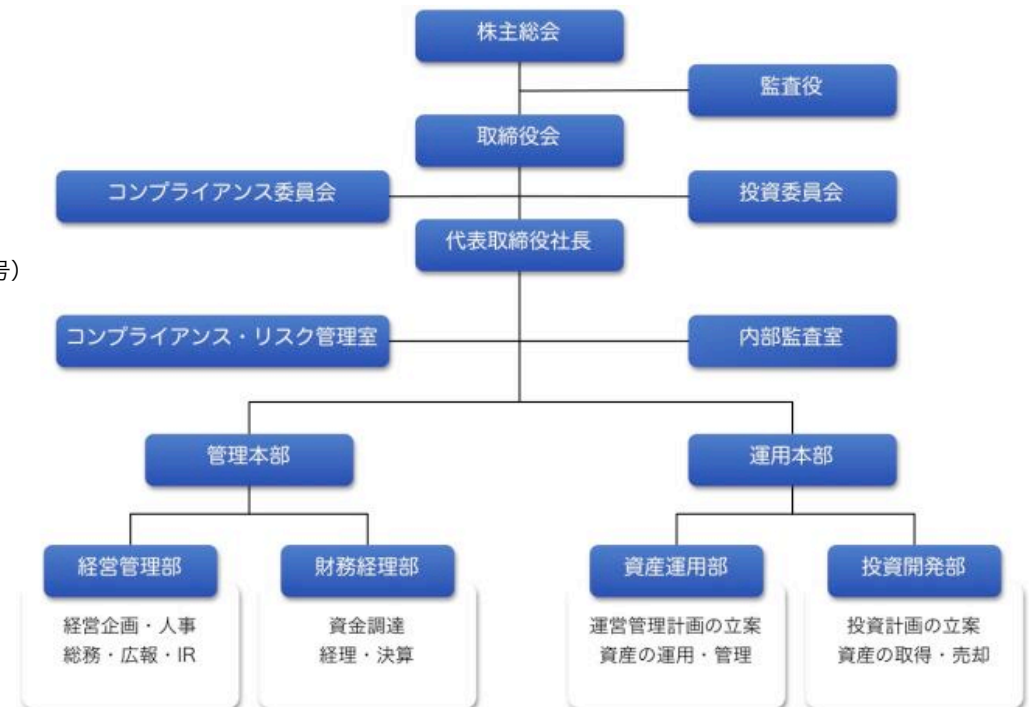 株主総会
監査役
取締役会
コンプライアンス委員会
投資委員会
代表取締役社長
号）
コンプライアンス・リスク管理室
内部監査室
管理本部
運用本部
経営管理部
財務経理部
資産運用部
投資開発部
経営企画・人事
総務・広報・IR
資金調達
経理・決算
運営管理計画の立案
資産の運用・管理
投資計画の立案
資産の取得・売却